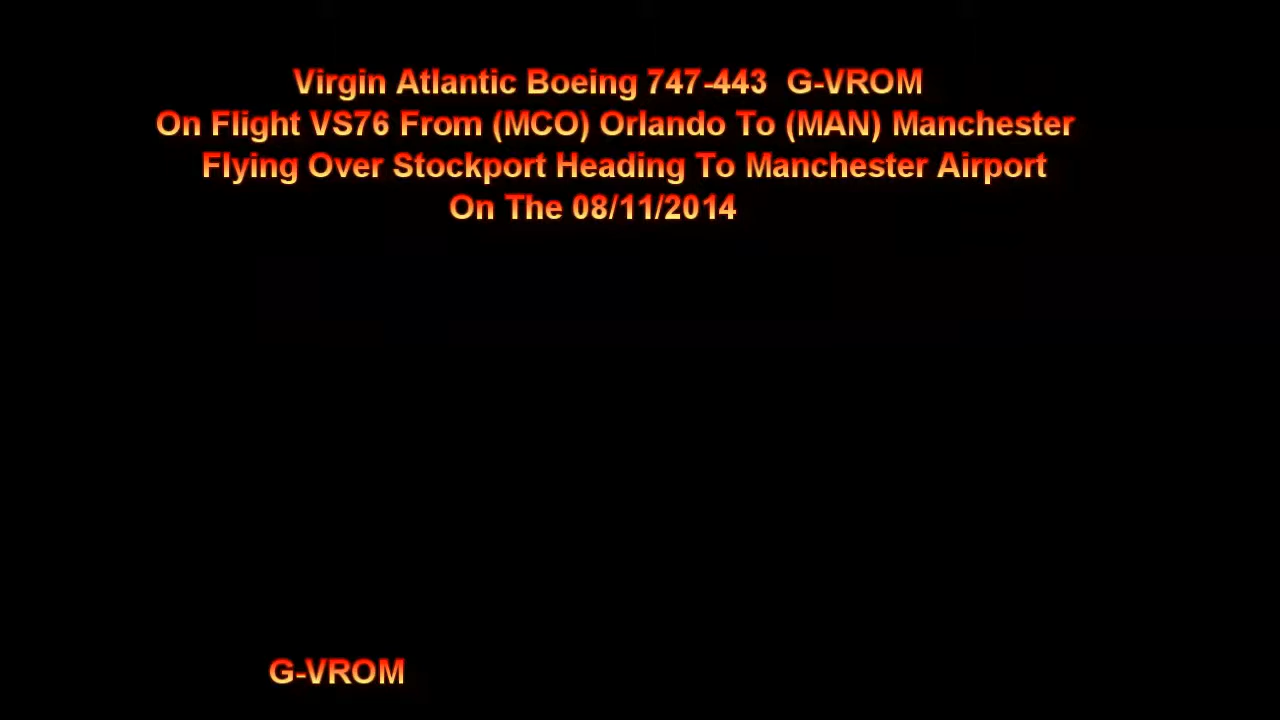 Virgin Atlantic Boeing 747-443 G-VROM
On Flight VS76 From (MCO) Orlando To (MAN) Manchester
Flying Over Stockport Heading To Manchester Airport
On The 08/11/2014
G-VROM